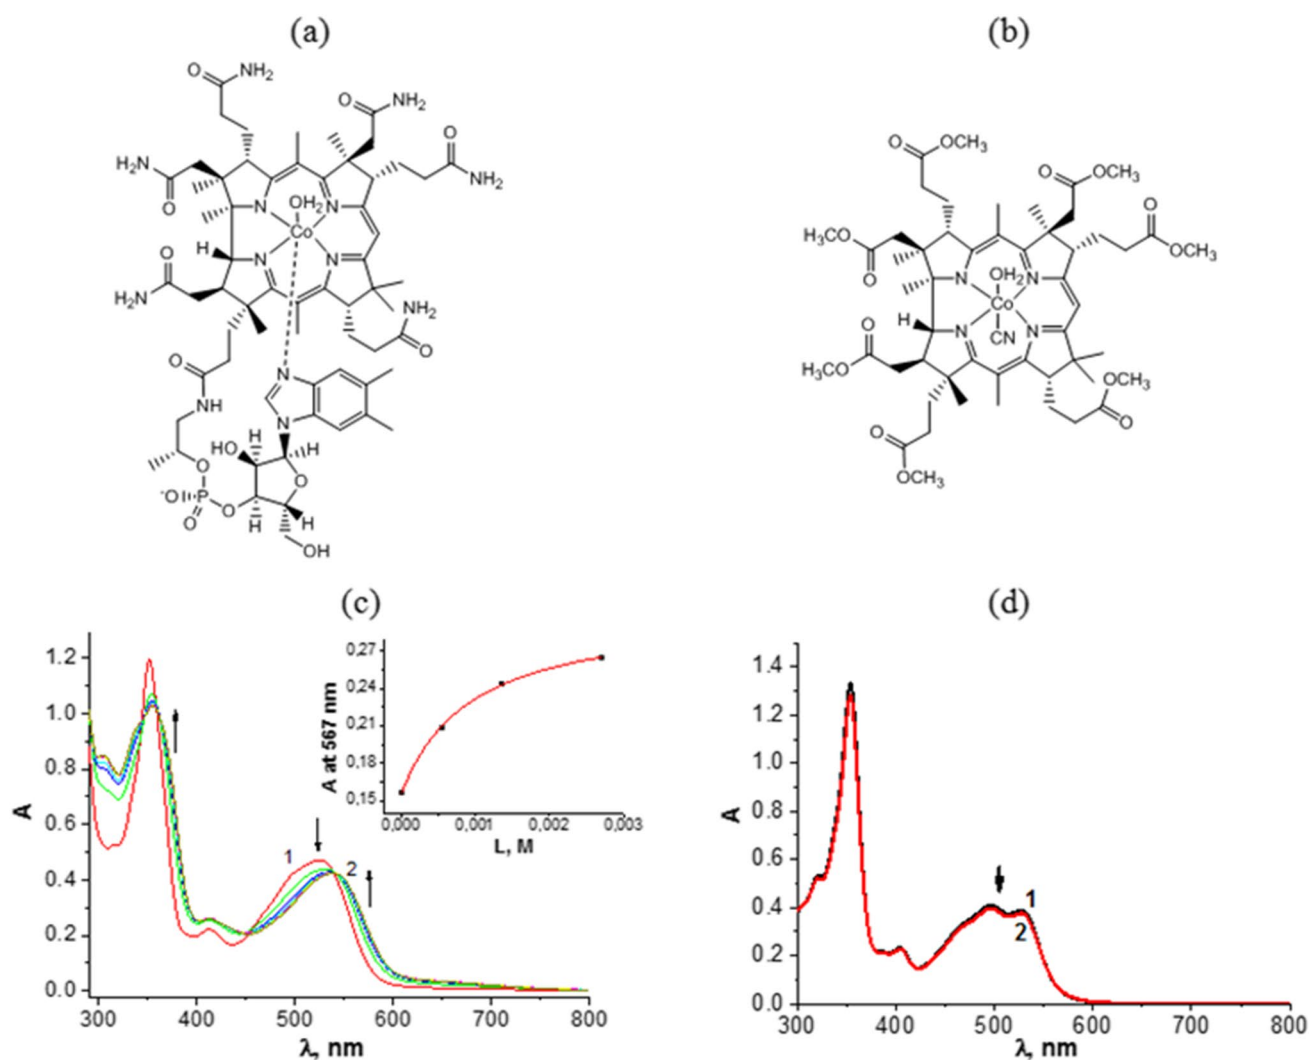 (a)
(b)
O NH2
O NH2
O
NH2
H2N
O
OH2
N N
Co
H N N
O
H2N
NH2
O
O
N
NH
N
HO H H
O O
-O P
O O
H H
OH
O OCH3
O OCH3
O
OCH3
H3CO
O
N OH2 N
Co
H N CN N
O
H3CO
OCH3
O
O
OCH3
(c)
(d)
A
1.2
1.0
0.8
0.6
0.4
0.2
0.0
300 400 500 600 700 800
λ, nm
1
2
A at 567 nm
0,27
0,24
0,21
0,18
0,15
0,000 0,001 0,002 0,003
L, M
A
1.4
1.2
1.0
0.8
0.6
0.4
0.2
0.0
300 400 500 600 700 800
λ, nm
1
2